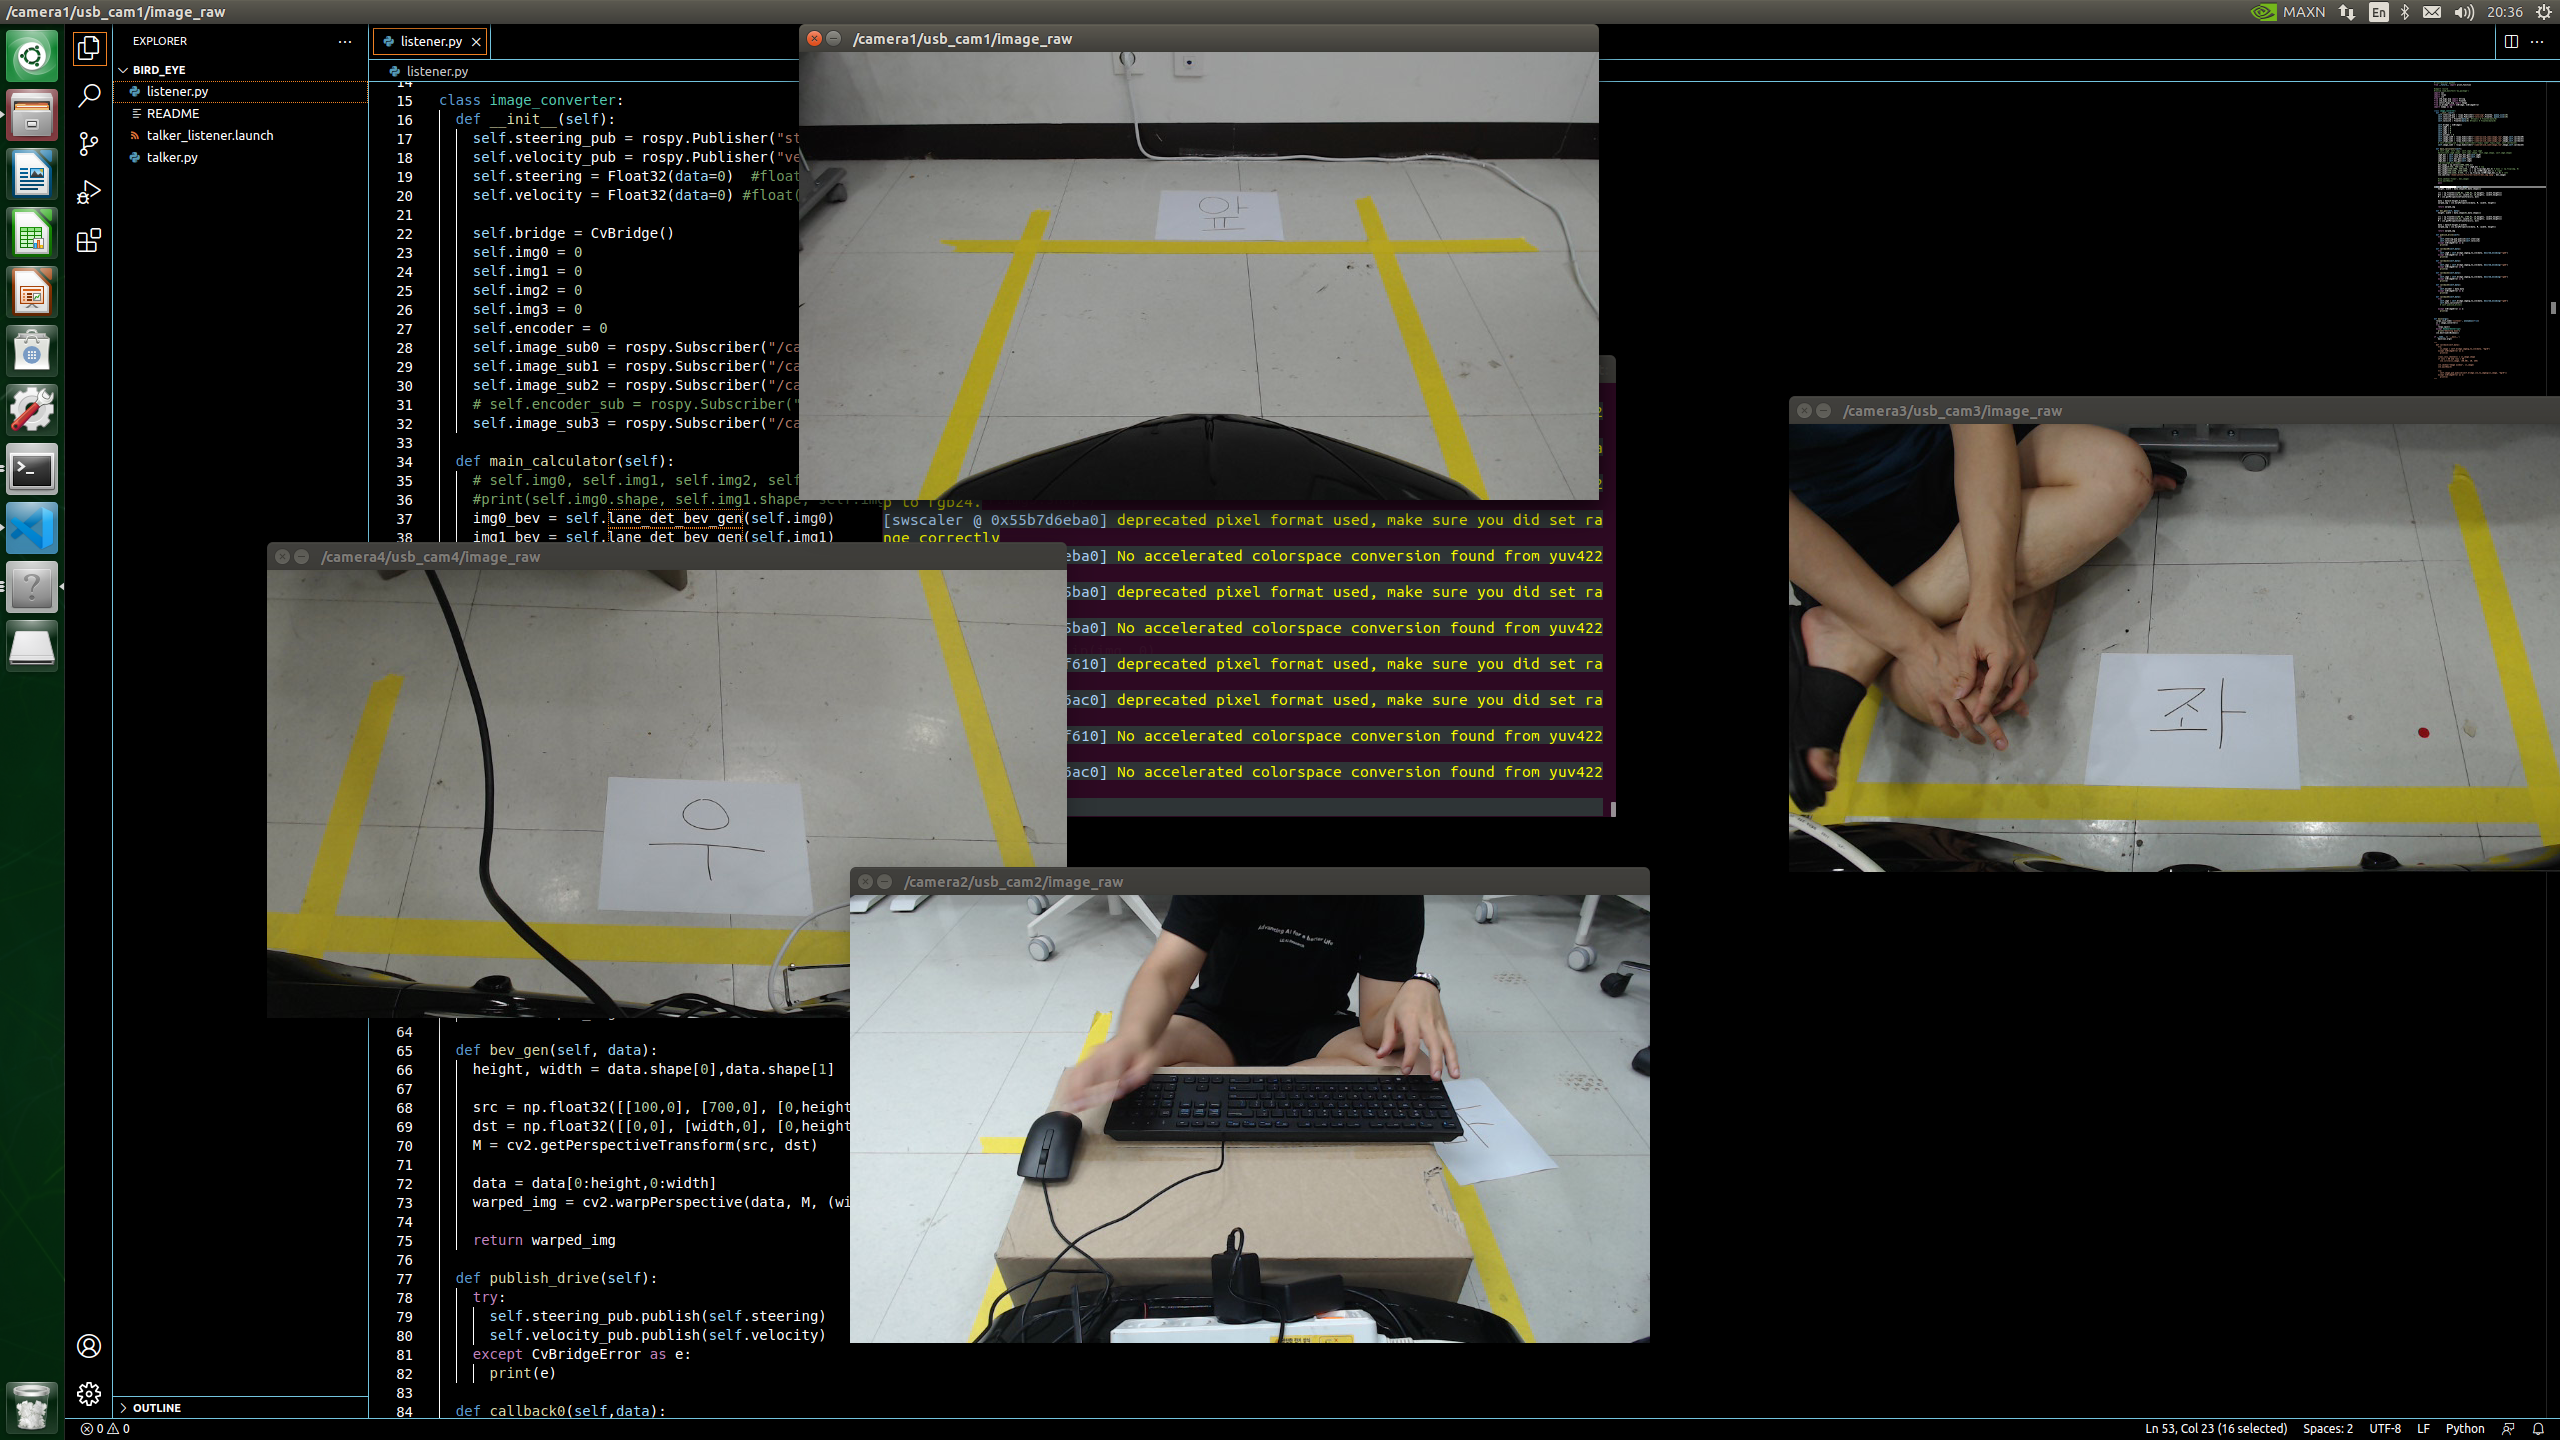 /camera1/usb_cam1/image_raw
MAXN
En
20:36
EXPLORER
BIRD_EYE
listener.py
README
talker_listener.launch
talker.py
OUTLINE
listener.py
listener.py
14
15 class image_converter:
16 def __init__(self):
17 self.steering_pub = rospy.Publisher("st
18 self.velocity_pub = rospy.Publisher("ve
19 self.steering = Float32(data=0) #float
20 self.velocity = Float32(data=0) #float(
21
22 self.bridge = CvBridge()
23 self.img0 = 0
24 self.img1 = 0
25 self.img2 = 0
26 self.img3 = 0
27 self.encoder = 0
28 self.image_sub0 = rospy.Subscriber("/ca
29 self.image_sub1 = rospy.Subscriber("/ca
30 self.image_sub2 = rospy.Subscriber("/ca
31 # self.encoder_sub = rospy.Subscriber("
32 self.image_sub3 = rospy.Subscriber("/ca
33
34 def main_calculator(self):
35 # self.img0, self.img1, self.img2, self
36 #print(self.img0.shape, self.img1.shape,
37 img0_bev = self.lane_det_bev_gen(self.img0)
38 img1_bev = self.lane_det_bev_gen(self.img1)
64
65 def bev_gen(self, data):
66 height, width = data.shape[0],data.shape[1]
67
68 src = np.float32([[100,0], [700,0], [0,height
69 dst = np.float32([[0,0], [width,0], [0,height
70 M = cv2.getPerspectiveTransform(src, dst)
71
72 data = data[0:height,0:width]
73 warped_img = cv2.warpPerspective(data, M, (wi
74
75 return warped_img
76
77 def publish_drive(self):
78 try:
79 self.steering_pub.publish(self.steering)
80 self.velocity_pub.publish(self.velocity)
81 except CvBridgeError as e:
82 print(e)
83
84 def callback0(self,data):
/camera1/usb_cam1/image_raw
앞
p to rgb24.
[swscaler @ 0x55b7d6eba0] deprecated pixel format used, make sure you did set ra
nge correctly
eba0] No accelerated colorspace conversion found from yuv422
5ba0] deprecated pixel format used, make sure you did set ra
5ba0] No accelerated colorspace conversion found from yuv422
f610] deprecated pixel format used, make sure you did set ra
6ac0] deprecated pixel format used, make sure you did set ra
f610] No accelerated colorspace conversion found from yuv422
6ac0] No accelerated colorspace conversion found from yuv422
/camera3/usb_cam3/image_raw
좌
/camera4/usb_cam4/image_raw
우
/camera2/usb_cam2/image_raw
Advancing AI for a better life
0 0
Ln 53, Col 23 (16 selected)
Spaces: 2
UTF-8
LF
Python